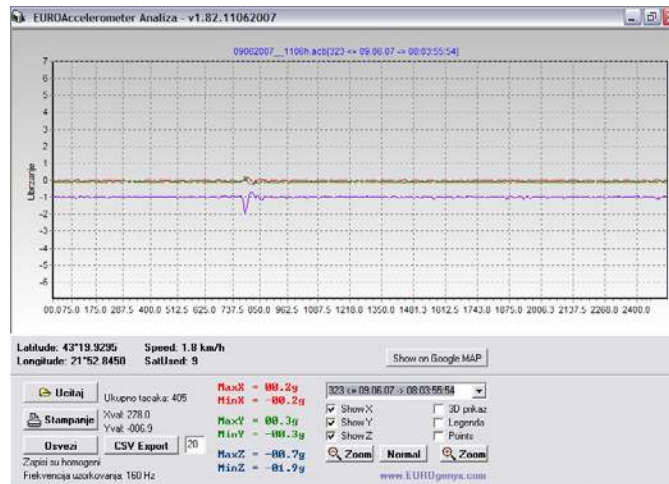 EUROAccelerometer Analiza - v1.82.11062007
09062007__1106h.acb[323 <= 09.06.07 -> 08:03:55:54]
Ubrzanje
7
6
5
4
3
2
1
0
-1
-2
-3
-4
-5
-6
00.075.0 175.0 287.5 400.0 512.5 625.0 737.5 850.0 962.5 1087.5 1218.8 1350.0 1481.3 1612.5 1743.8 1875.0 2006.3 2137.5 2268.8 2400.0
Latitude: 43°19.9295 Speed: 1.8 km/h
Longitude: 21°52.8450 SatUsed: 9
Show on Google MAP
Ucitaj Ukupno tacaka: 405
Stampanje Xval: 278.0
Yval: -006.9
Osvezi CSV Export 20
Zapisi su homogeni
Frekvencija uzorkovanja: 160 Hz
MaxX = 00.2g
MinX = -00.2g
MaxY = 00.3g
MinY = -00.3g
MaxZ = -00.7g
MinZ = -01.9g
323 <= 09.06.07 -> 08:03:55:54
Show X 3D prikaz
Show Y Legenda
Show Z Points
Zoom Normal Zoom
www.EUROgenyx.com